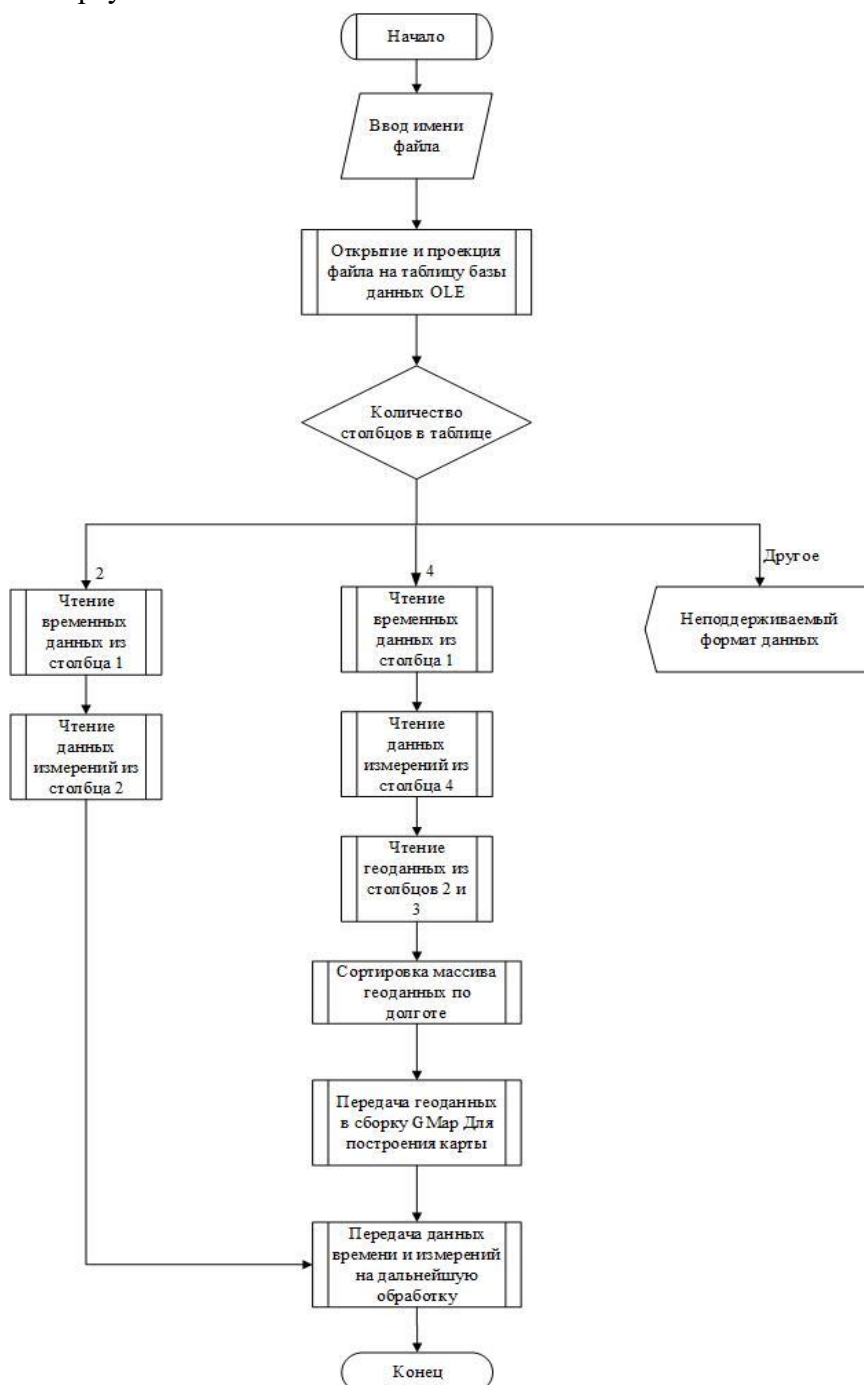 Начало
Ввод имени
файла
Открытие и проекция
файла на таблицу базы
данных OLE
Количество
столбцов в таблице
2
4
Другое
Чтение
временных
данных из
столбца 1
Чтение
данных
измерений из
столбца 2
Чтение
временных
данных из
столбца 1
Чтение
данных
измерений из
столбца 4
Чтение
геоданных из
столбцов 2 и
3
Сортировка массива
геоданных по
долготе
Передача геоданных
в сборку GMap Для
построения карты
Передача данных
времени и измерений
на дальнейшую
обработку
Неподдерживаемый
формат данных
Конец